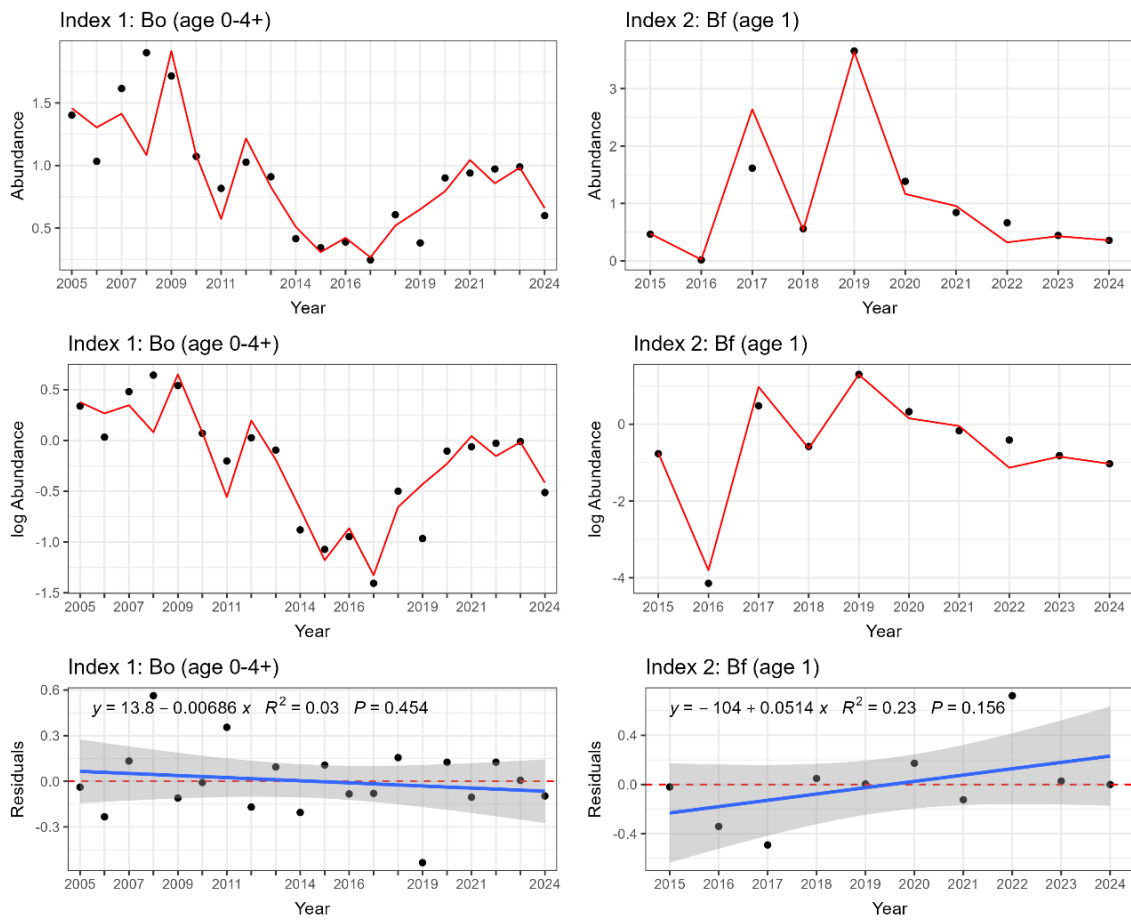 Index 1: Bo (age 0-4+)
Abundance
1.5
1.0
0.5
2005 2007 2009 2011 2014 2016 2019 2021 2024
Year
Index 2: Bf (age 1)
Abundance
3
2
1
0
2015 2016 2017 2018 2019 2020 2021 2022 2023 2024
Year
Index 1: Bo (age 0-4+)
log Abundance
0.5
0.0
-0.5
-1.0
-1.5
2005 2007 2009 2011 2014 2016 2019 2021 2024
Year
Index 2: Bf (age 1)
0
-2
-4
2015 2016 2017 2018 2019 2020 2021 2022 2023 2024
Year
Index 1: Bo (age 0-4+)
y = 13.8 − 0.00686 x R² = 0.03 P = 0.454
Residuals
0.6
0.3
0.0
-0.3
2005 2007 2009 2011 2014 2016 2019 2021 2024
Year
Index 2: Bf (age 1)
y = − 104 + 0.0514 x R² = 0.23 P = 0.156
Residuals
0.4
0.0
-0.4
2015 2016 2017 2018 2019 2020 2021 2022 2023 2024
Year